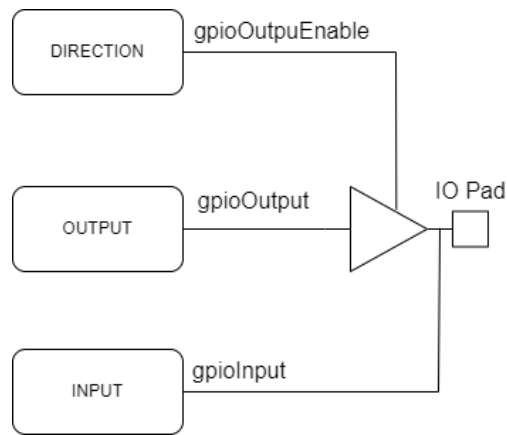 gpioOutpuEnable
DIRECTION
IO Pad
gpioOutput
OUTPUT
gpioInput
INPUT